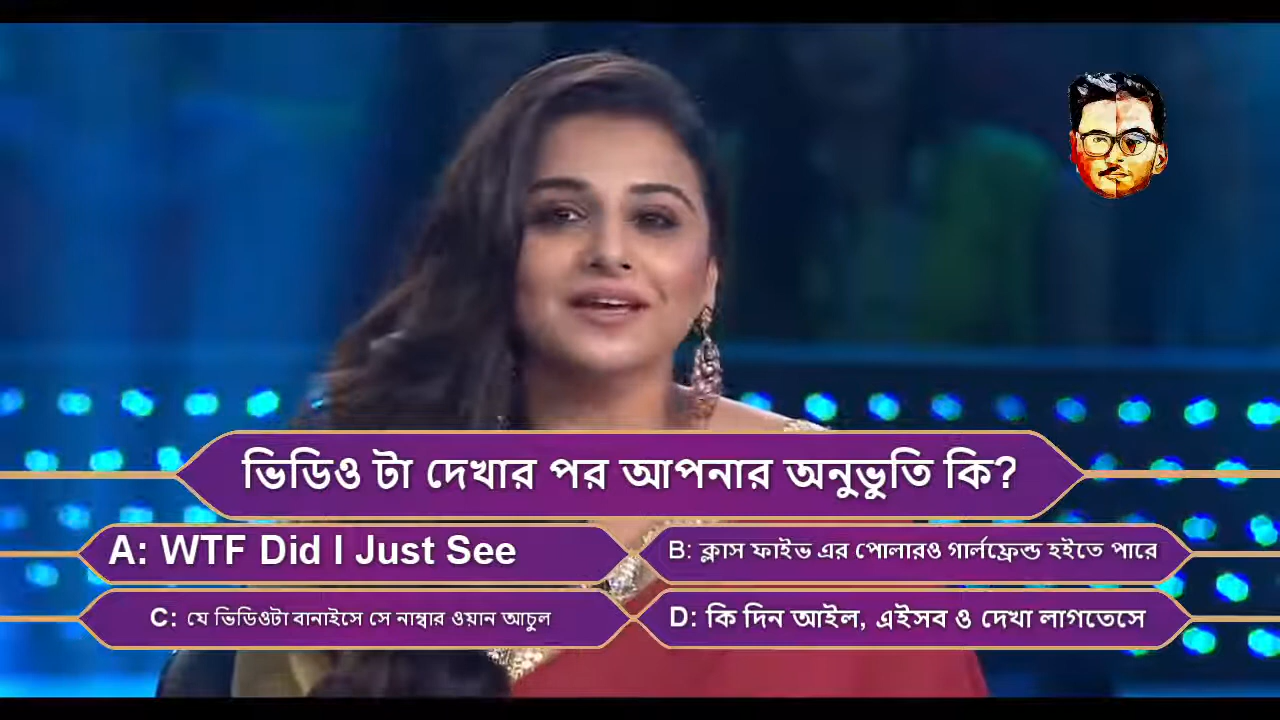 ভিডিও টা দেখার পর আপনার অনুভুতি কি?
A: WTF Did I Just See
B: ক্লাস ফাইভ এর পোলারও গার্লফ্রেন্ড হইতে পারে
C: যে ভিডিওটা বানাইসে সে নাম্বার ওয়ান আচুল
D: কি দিন আইল, এইসব ও দেখা লাগতেসে